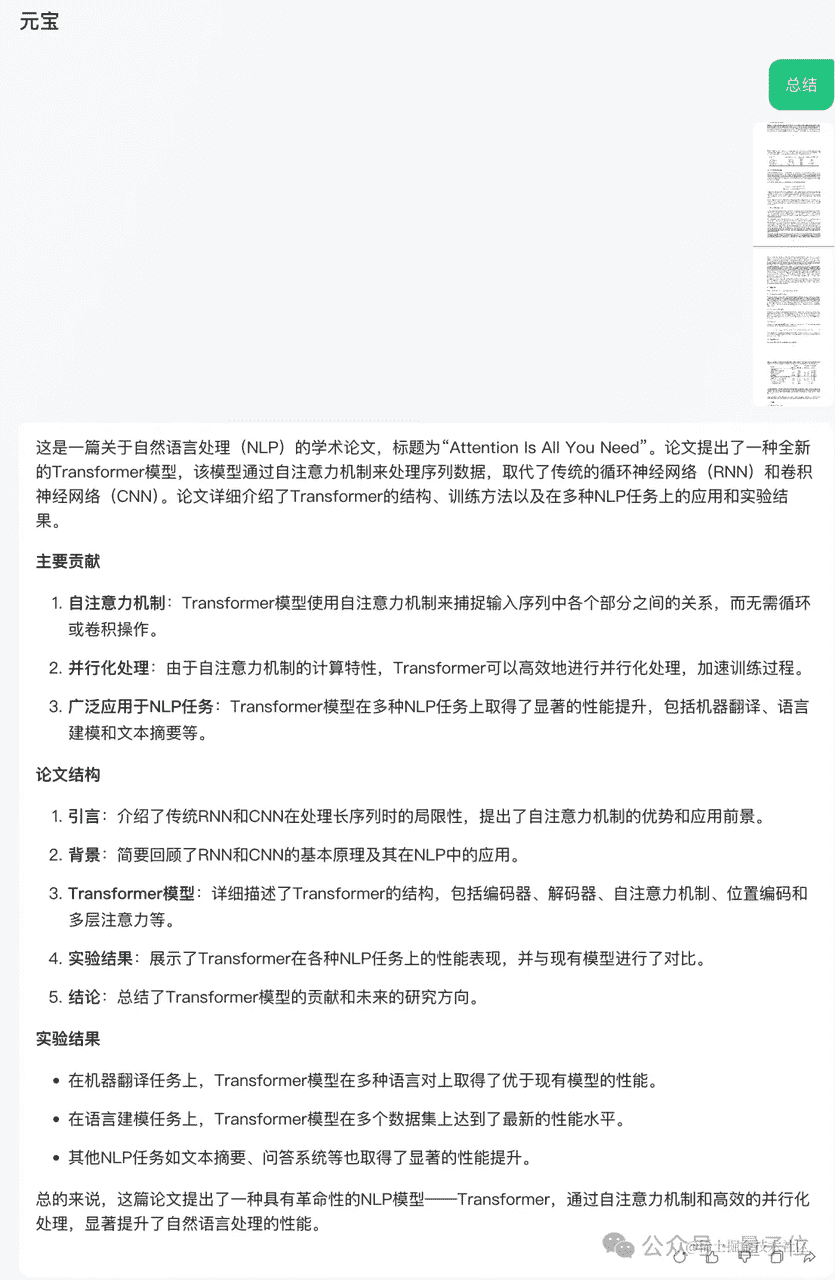 元宝
总结
这是一篇关于自然语言处理（NLP）的学术论文，标题为“Attention Is All You Need”。论文提出了一种全新
的Transformer模型，该模型通过自注意力机制来处理序列数据，取代了传统的循环神经网络（RNN）和卷积
神经网络（CNN）。论文详细介绍了Transformer的结构、训练方法以及在多种NLP任务上的应用和实验结
果。
主要贡献
1. 自注意力机制：Transformer模型使用自注意力机制来捕捉输入序列中各个部分之间的关系，而无需循环
或卷积操作。
2. 并行化处理：由于自注意力机制的计算特性，Transformer可以高效地进行并行化处理，加速训练过程。
3. 广泛应用于NLP任务：Transformer模型在多种NLP任务上取得了显著的性能提升，包括机器翻译、语言
建模和文本摘要等。
论文结构
1. 引言：介绍了传统RNN和CNN在处理长序列时的局限性，提出了自注意力机制的优势和应用前景。
2. 背景：简要回顾了RNN和CNN的基本原理及其在NLP中的应用。
3. Transformer模型：详细描述了Transformer的结构，包括编码器、解码器、自注意力机制、位置编码和
多层注意力等。
4. 实验结果：展示了Transformer在各种NLP任务上的性能表现，并与现有模型进行了对比。
5. 结论：总结了Transformer模型的贡献和未来的研究方向。
实验结果
• 在机器翻译任务上，Transformer模型在多种语言对上取得了优于现有模型的性能。
• 在语言建模任务上，Transformer模型在多个数据集上达到了最新的性能水平。
• 其他NLP任务如文本摘要、问答系统等也取得了显著的性能提升。
总的来说，这篇论文提出了一种具有革命性的NLP模型——Transformer，通过自注意力机制和高效的并行化
处理，显著提升了自然语言处理的性能。
公众号 · 量子位